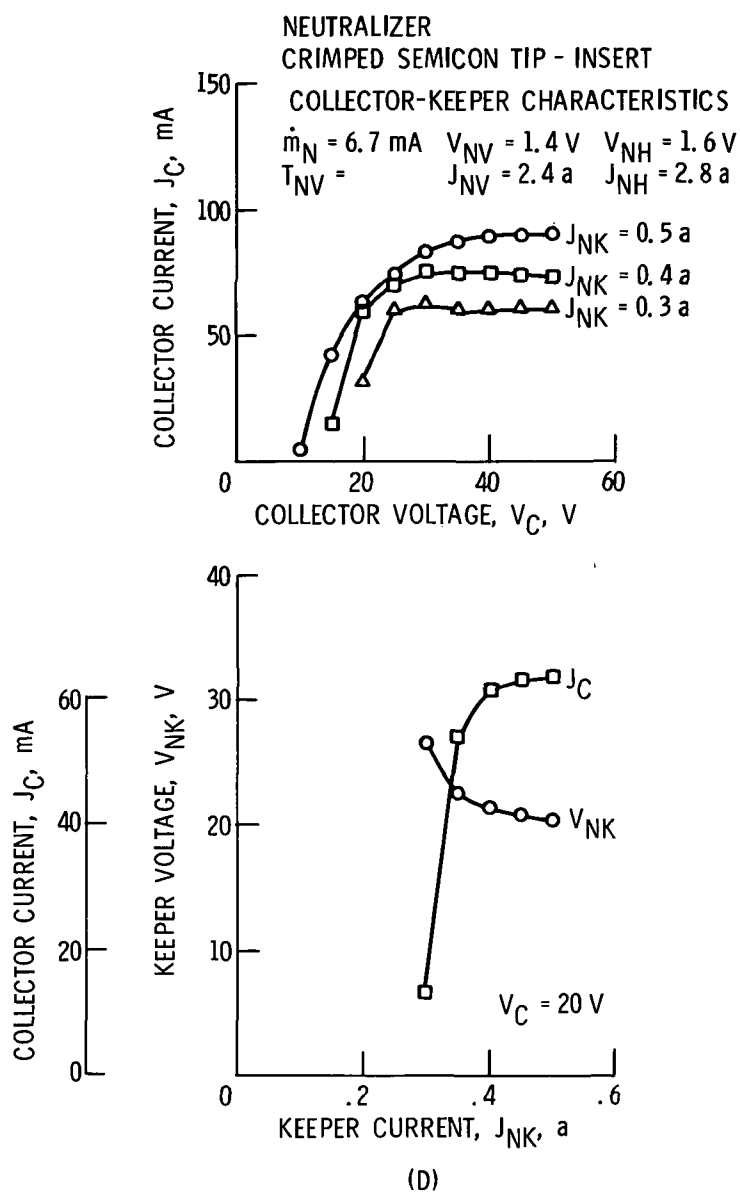 NEUTRALIZER
CRIMPED SEMICON TIP - INSERT
COLLECTOR-KEEPER CHARACTERISTICS
ṁN = 6.7 mA VNV = 1.4 V VNH = 1.6 V
TNV = JNV = 2.4 a JNH = 2.8 a
COLLECTOR CURRENT, JC, mA
150
100
50
0
JNK = 0.5 a
JNK = 0.4 a
JNK = 0.3 a
20
40
60
COLLECTOR VOLTAGE, VC, V
COLLECTOR CURRENT, JC, mA
60
40
20
0
KEEPER VOLTAGE, VNK, V
40
30
20
10
0
JC
VNK
VC = 20 V
.2
.4
.6
KEEPER CURRENT, JNK, a
(D)